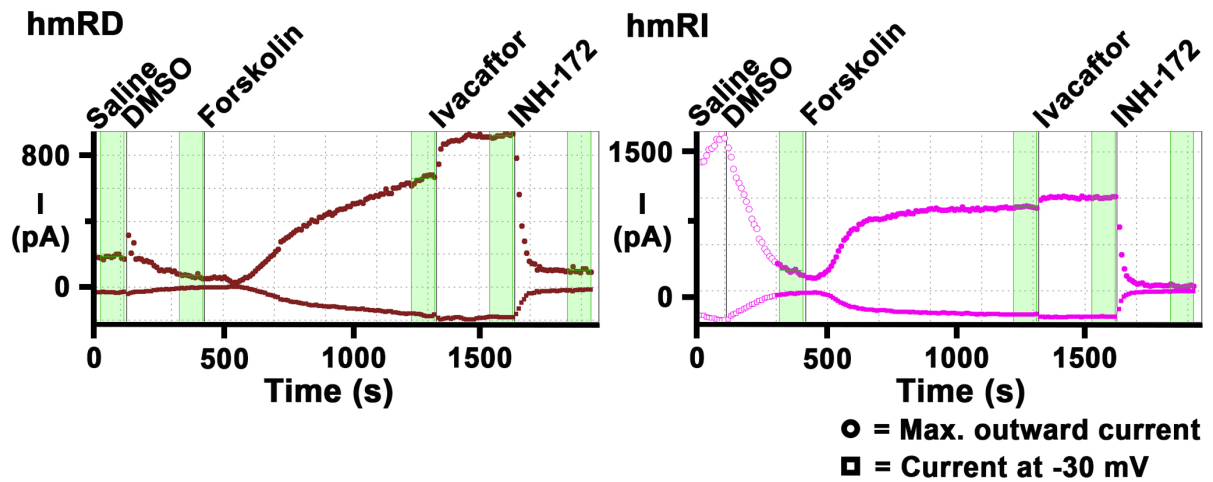 hmRD
Saline
DMSO
Forskolin
Ivacaftor
INH-172
800
I
(pA)
0
0
500
1000
1500
Time (s)
hmRI
Saline
DMSO
Forskolin
Ivacaftor
INH-172
1500
I
(pA)
0
0
500
1000
1500
Time (s)
= Max. outward current
= Current at -30 mV